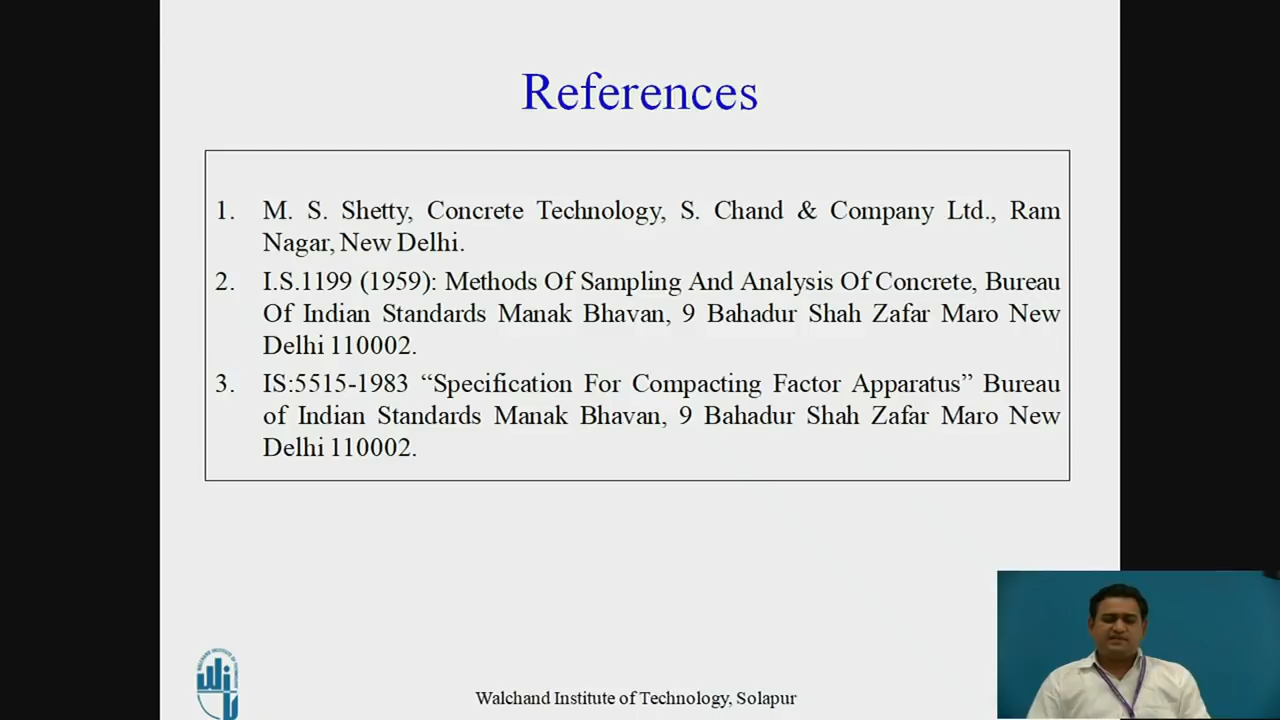 References
1. M. S. Shetty, Concrete Technology, S. Chand & Company Ltd., Ram
Nagar, New Delhi.
2. I.S.1199 (1959): Methods Of Sampling And Analysis Of Concrete, Bureau
Of Indian Standards Manak Bhavan, 9 Bahadur Shah Zafar Maro New
Delhi 110002.
3. IS:5515-1983 “Specification For Compacting Factor Apparatus” Bureau
of Indian Standards Manak Bhavan, 9 Bahadur Shah Zafar Maro New
Delhi 110002.
Walchand Institute of Technology, Solapur